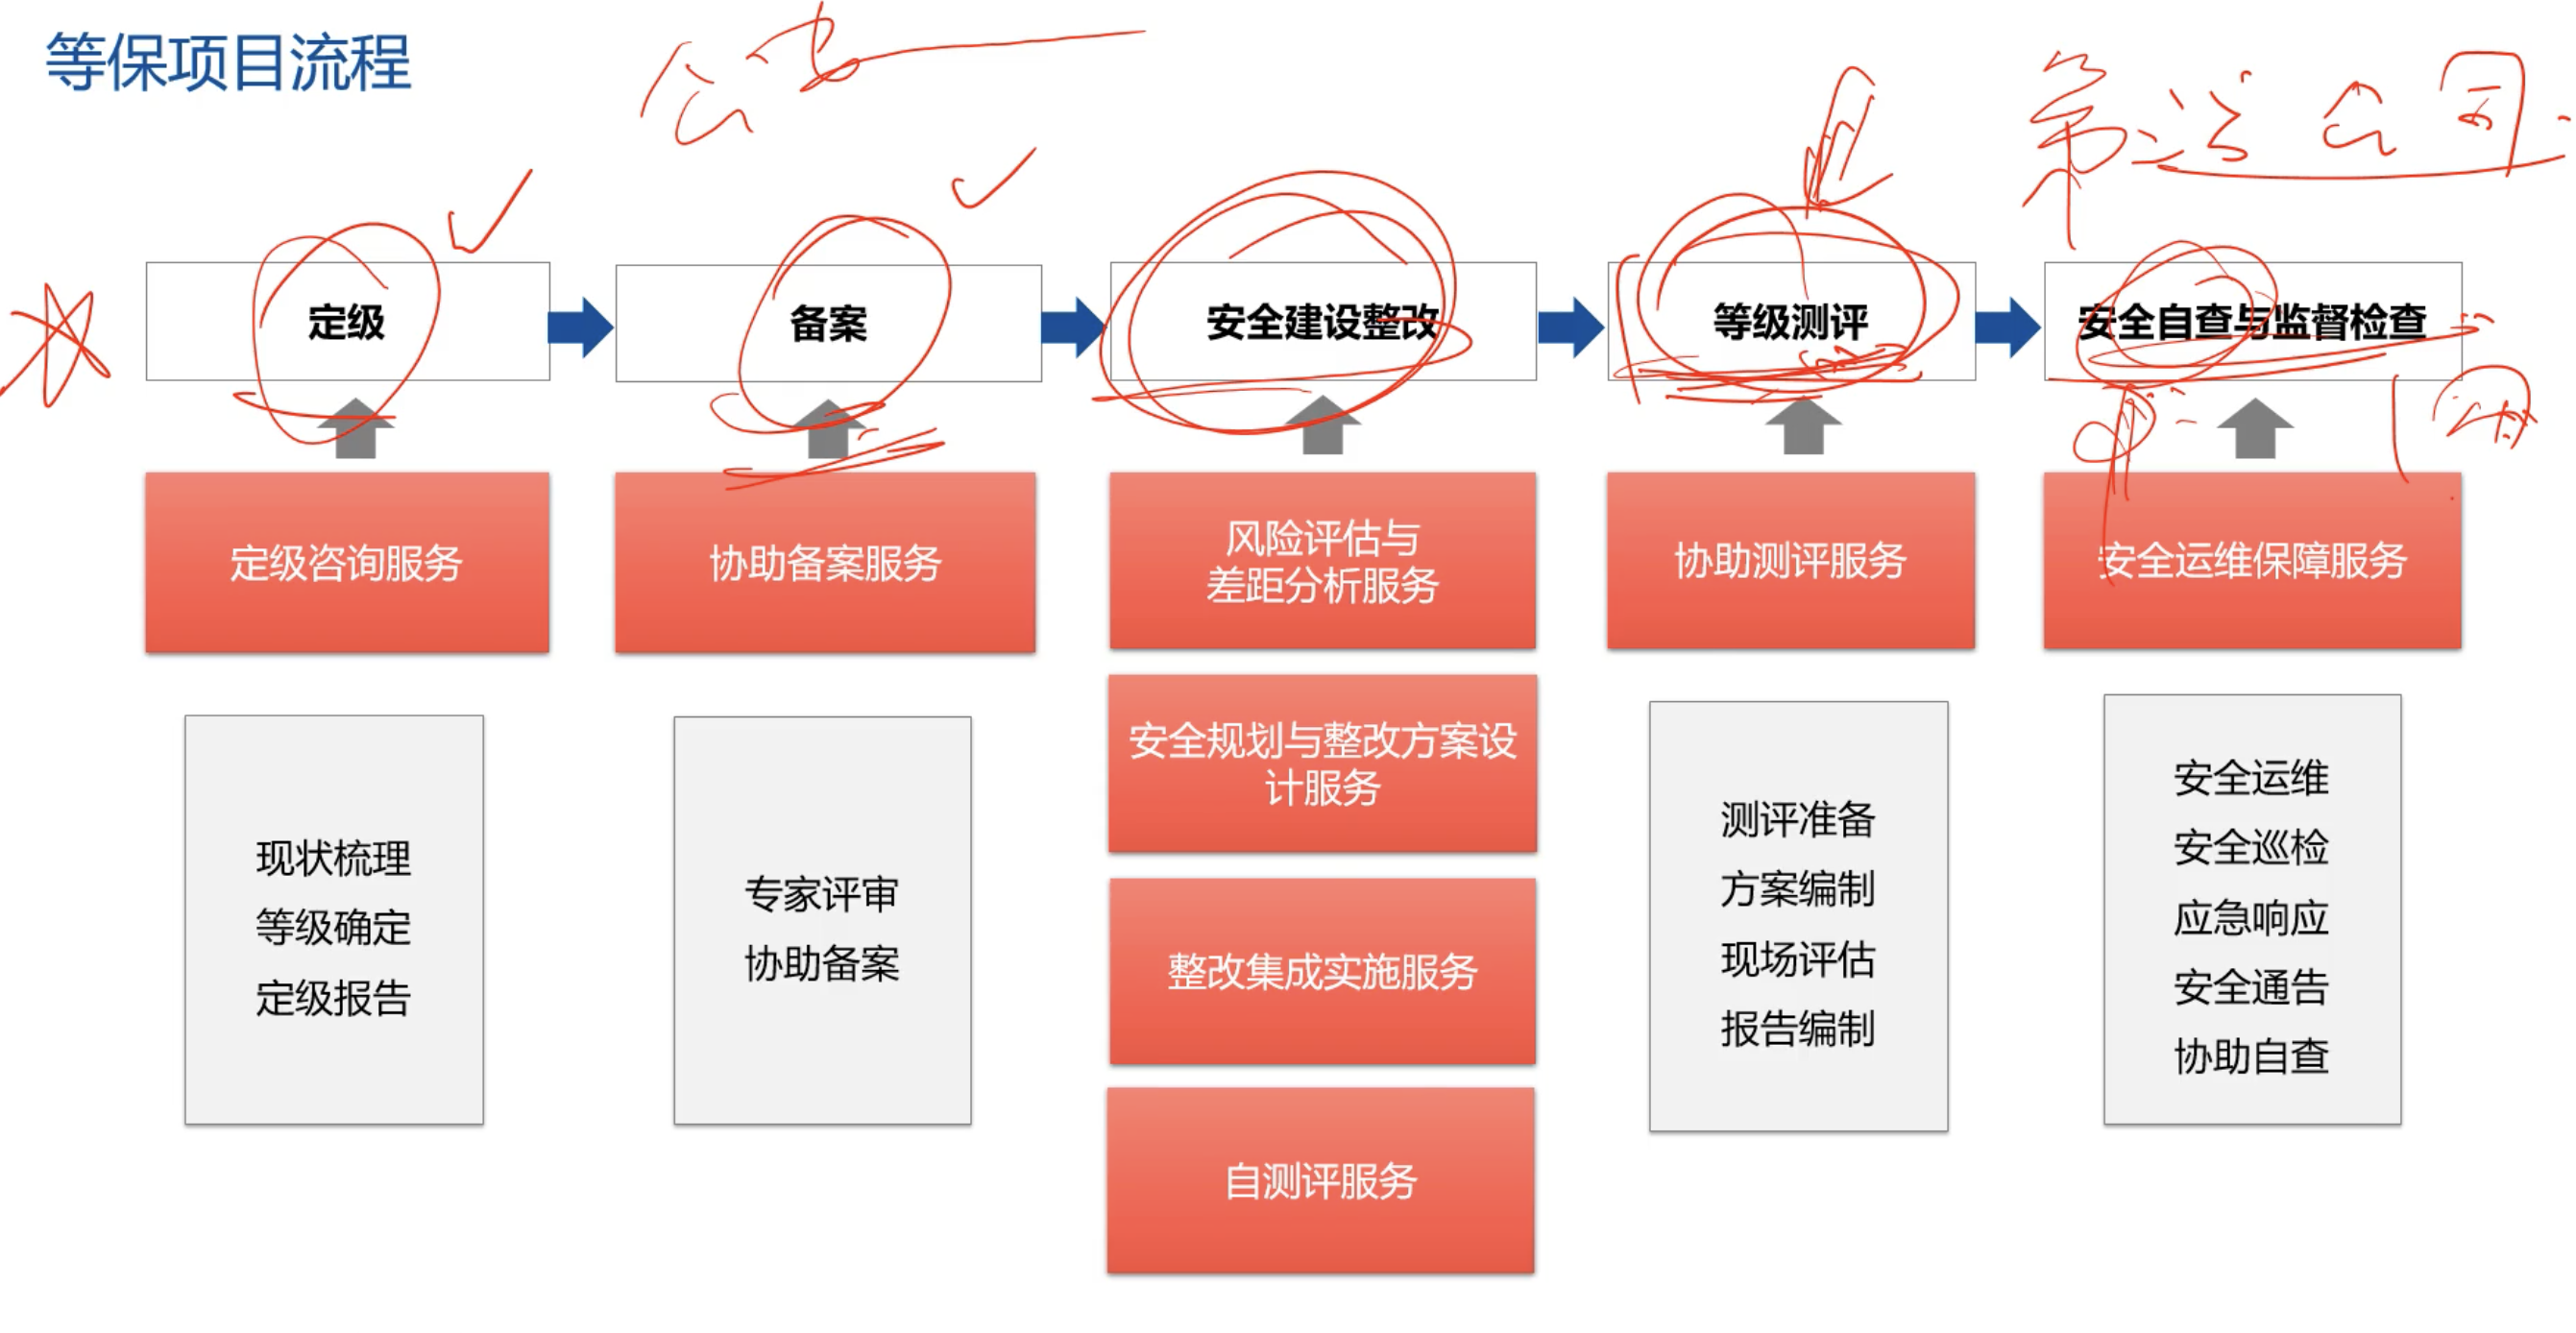 等保项目流程
公安
第三方公司
定级
备案
安全建设整改
等级测评
安全自查与监督检查
定级咨询服务
协助备案服务
风险评估与
差距分析服务
协助测评服务
安全运维保障服务
安全规划与整改方案设
计服务
整改集成实施服务
自测评服务
现状梳理
等级确定
定级报告
专家评审
协助备案
测评准备
方案编制
现场评估
报告编制
安全运维
安全巡检
应急响应
安全通告
协助自查